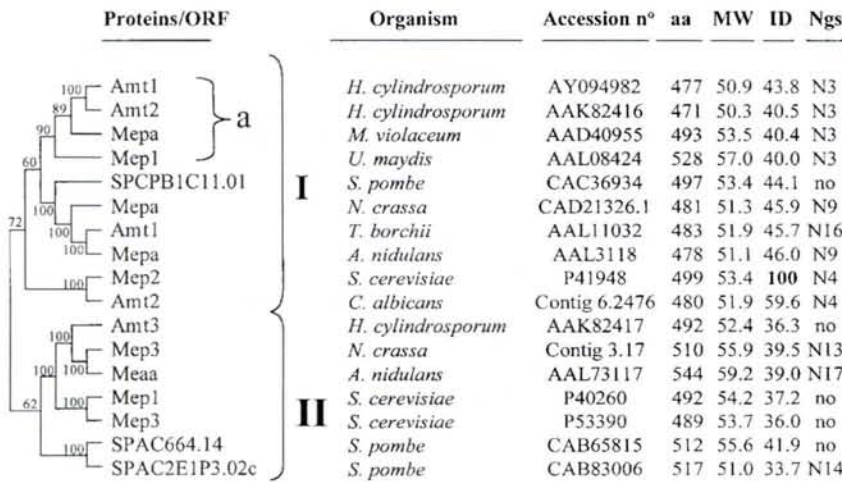 Proteins/ORF Organism Accession nº aa MW ID Ngs
100 Amt1 H. cylindrosporum AY094982 477 50.9 43.8 N3
89 Amt2 a H. cylindrosporum AAK82416 471 50.3 40.5 N3
90 Mepa M. violaceum AAD40955 493 53.5 40.4 N3
60 Mep1 U. maydis AAL08424 528 57.0 40.0 N3
SPCPB1C11.01 I S. pombe CAC36934 497 53.4 44.1 no
100 Mepa N. crassa CAD21326.1 481 51.3 45.9 N9
72 100 Amt1 T. borchii AAL11032 483 51.9 45.7 N16
100 Mepa A. nidulans AAL3118 478 51.1 46.0 N9
100 Mep2 S. cerevisiae P41948 499 53.4 100 N4
Amt2 C. albicans Contig 6.2476 480 51.9 59.6 N4
100 Amt3 H. cylindrosporum AAK82417 492 52.4 36.3 no
100 Mep3 N. crassa Contig 3.17 510 55.9 39.5 N13
100 Meaa A. nidulans AAL73117 544 59.2 39.0 N17
100 Mep1 II S. cerevisiae P40260 492 54.2 37.2 no
62 Mep3 S. cerevisiae P53390 489 53.7 36.0 no
100 SPAC664.14 S. pombe CAB65815 512 55.6 41.9 no
SPAC2E1P3.02c S. pombe CAB83006 517 51.0 33.7 N14